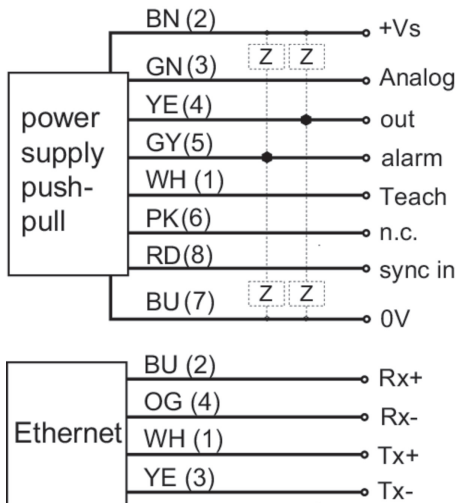 BN (2) +Vs
Z Z
GN(3) Analog
YE(4) out
GY(5) alarm
WH (1) Teach
PK(6) n.c.
RD(8) sync in
power
supply
push-
pull
Z Z
BU(7) 0V
BU (2) Rx+
OG (4) Rx-
Ethernet
WH (1) Tx+
YE (3) Tx-